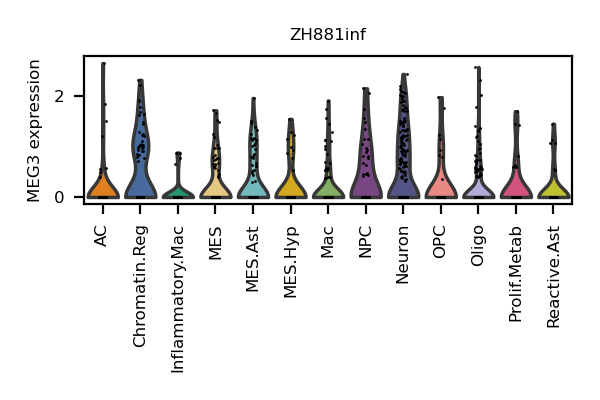 ZH881inf
MEG3 expression
2
0
AC
Chromatin.Reg
Inflammatory.Mac
MES
MES.Ast
MES.Hyp
Mac
NPC
Neuron
OPC
Oligo
Prolif.Metab
Reactive.Ast